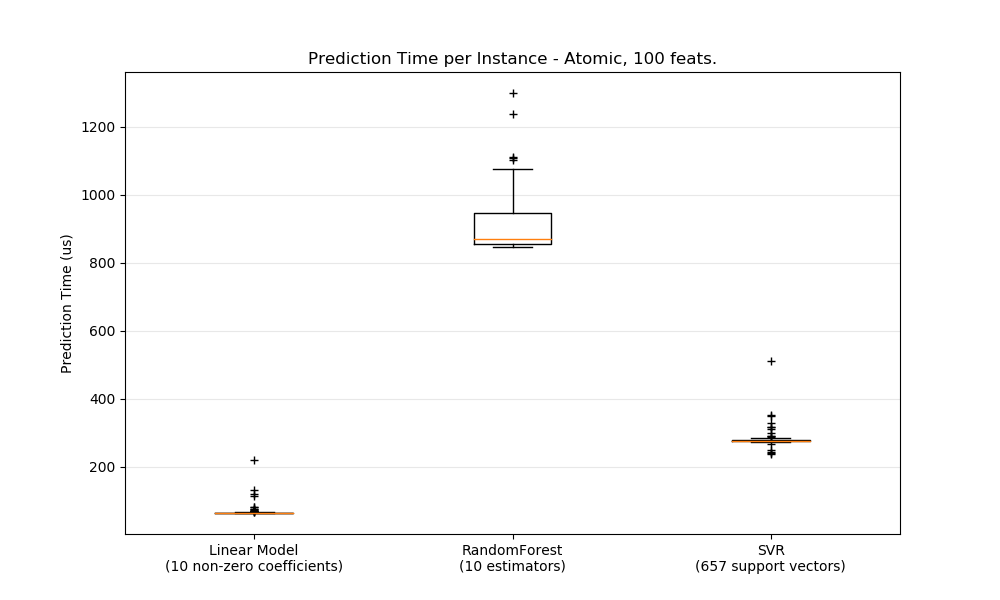 Prediction Time per Instance - Atomic, 100 feats.
Prediction Time (us)
1200
1000
800
600
400
200
Linear Model
(10 non-zero coefficients)
RandomForest
(10 estimators)
SVR
(657 support vectors)